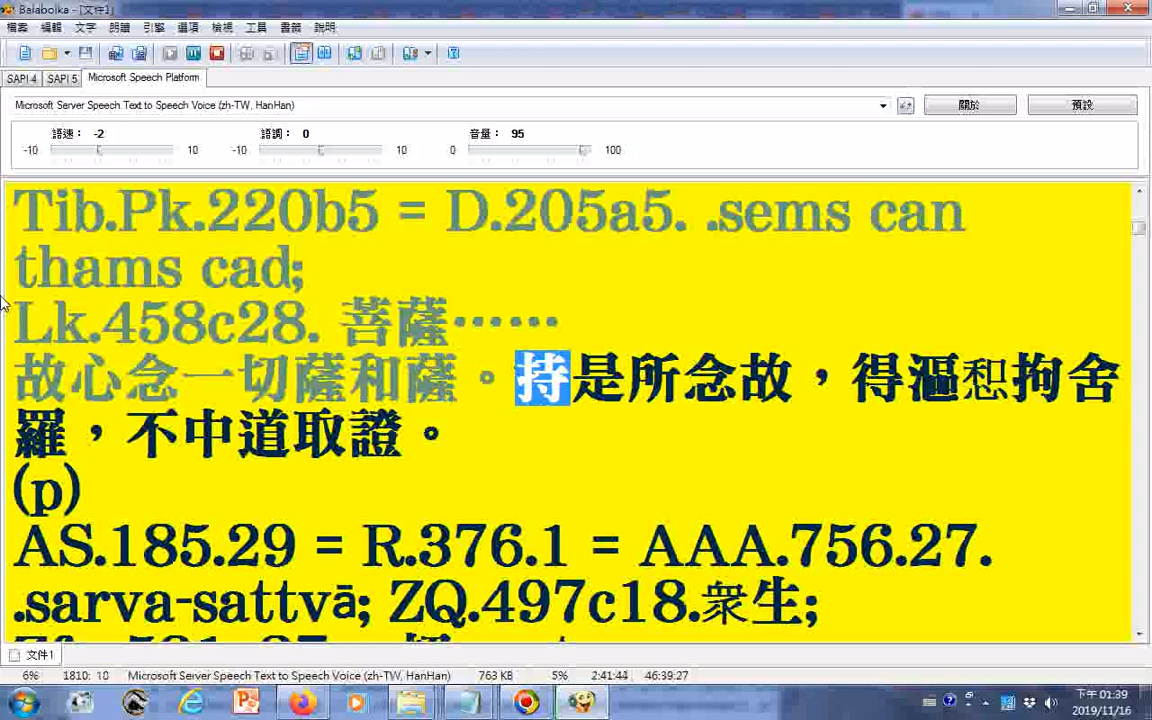 Balabolka - [文件1]
檔案 編輯 文字 朗讀 引擎 選項 檢視 工具 書籤 說明
SAPI 4 SAPI 5 Microsoft Speech Platform
Microsoft Server Speech Text to Speech Voice (zh-TW, HanHan) 關於 預設
語速: -2 語調: 0 音量: 95
-10 10 -10 10 0 100
Tib.Pk.220b5 = D.205a5. .sems can
thams cad;
Lk.458c28. 菩薩……
故心念一切薩和薩。持是所念故，得漚惒拘舍
羅，不中道取證。
(p)
AS.185.29 = R.376.1 = AAA.756.27.
.sarva-sattvā; ZQ.497c18.衆生;
文件1
6% 1810: 10 Microsoft Server Speech Text to Speech Voice (zh-TW, HanHan) 763 KB 5% 2:41:44 46:39:27
下午 01:39
2019/11/16